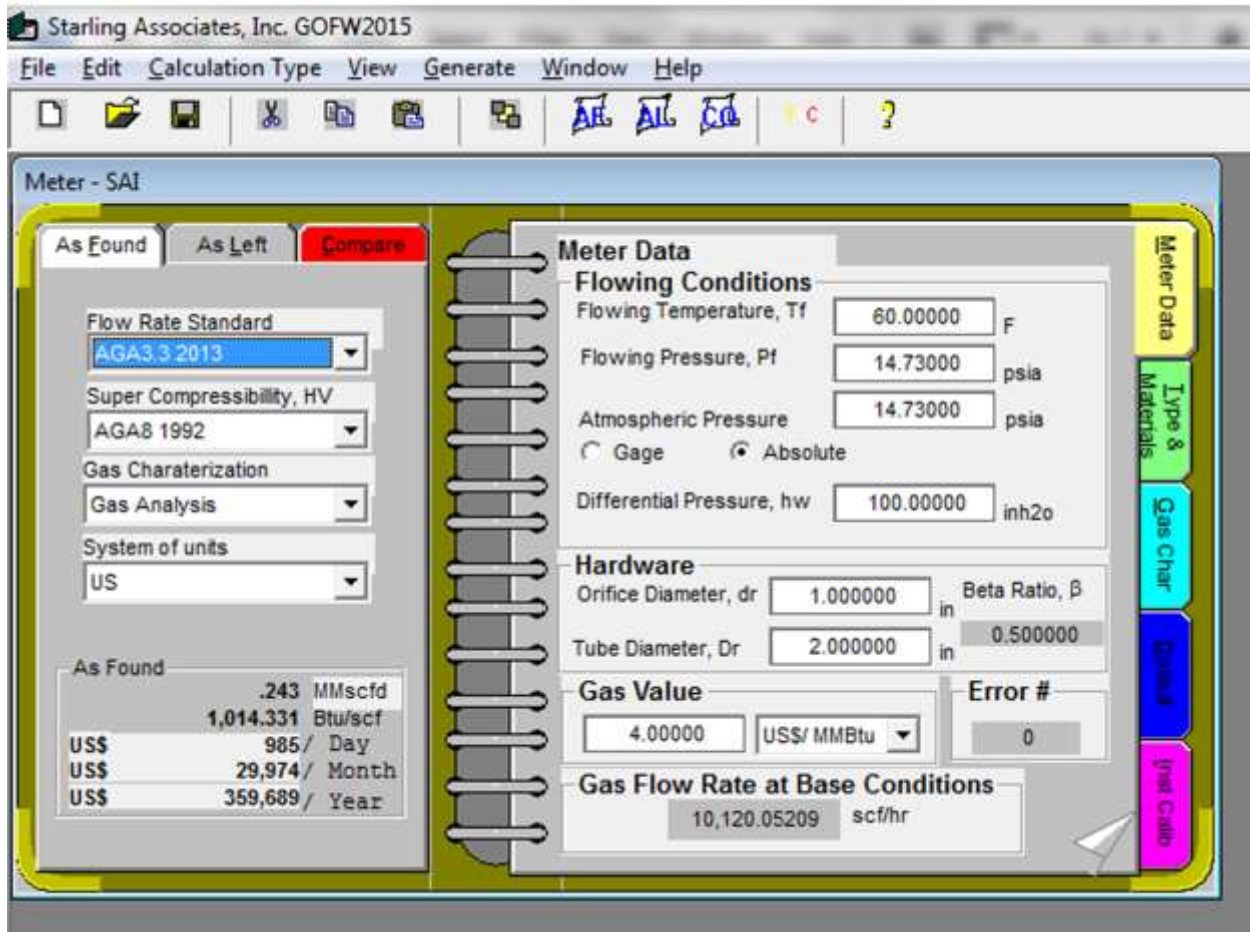 Starling Associates, Inc. GOFW2015
File Edit Calculation Type View Generate Window Help
AF. AL CO.
C
?
Meter - SAI
As Found As Left Compare
Flow Rate Standard
AGA3.3 2013
Super Compressibillity, HV
AGA8 1992
Gas Charaterization
Gas Analysis
System of units
US
As Found
.243 MMscfd
1,014.331 Btu/scf
US$ 985/ Day
US$ 29,974/ Month
US$ 359,689/ Year
Meter Data
Flowing Conditions
Flowing Temperature, Tf 60.00000 F
Flowing Pressure, Pf 14.73000 psia
Atmospheric Pressure 14.73000 psia
Gage Absolute
Differential Pressure, hw 100.00000 inh2o
Hardware
Orifice Diameter, dr 1.000000 in Beta Ratio, β
0.500000
Tube Diameter, Dr 2.000000 in
Gas Value Error #
4.00000 US$/ MMBtu 0
Gas Flow Rate at Base Conditions
10,120.05209 scf/hr
Meter Data
Type &
Materials
Gas Char
Inst Calib